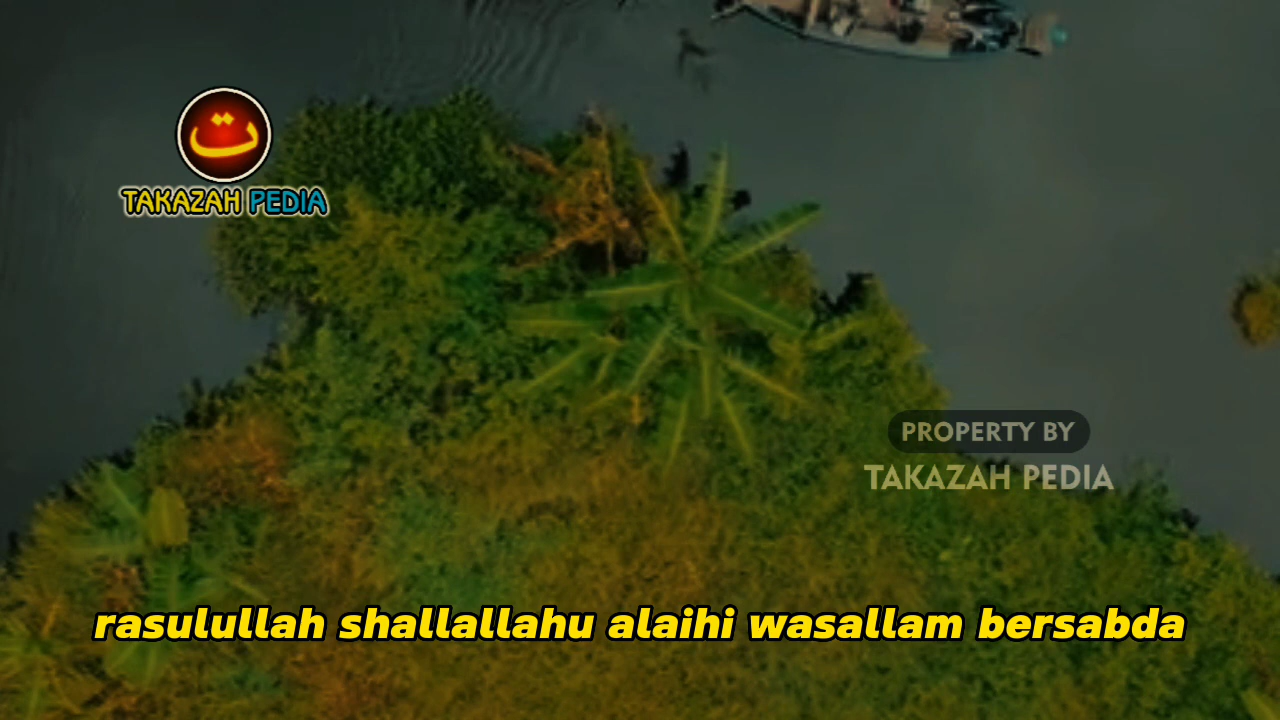 ت
TAKAZAH PEDIA
PROPERTY BY
TAKAZAH PEDIA
rasulullah shallallahu alaihi wasallam bersabda